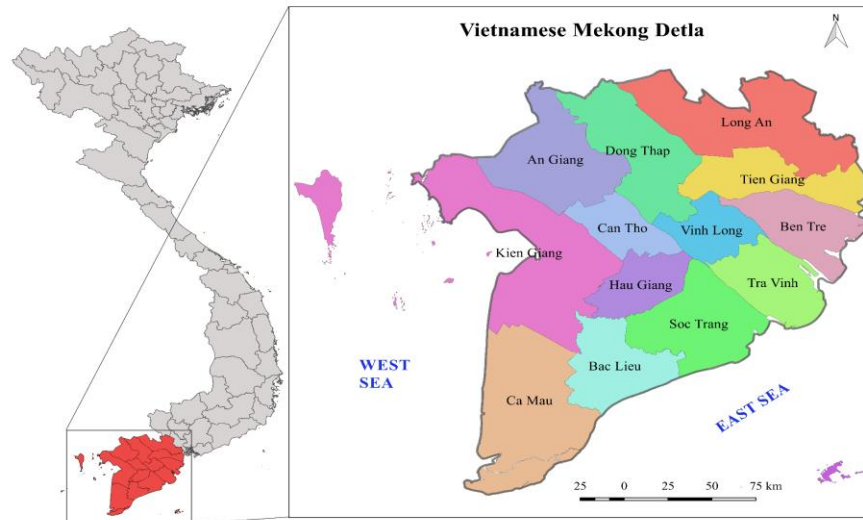 Vietnamese Mekong Detla
N
Long An
Dong Thap
An Giang
Tien Giang
Can Tho
Vinh Long
Ben Tre
Kien Giang
Hau Giang
Tra Vinh
Soc Trang
WEST
SEA
Bac Lieu
Ca Mau
EAST SEA
25 0 25 50 75 km